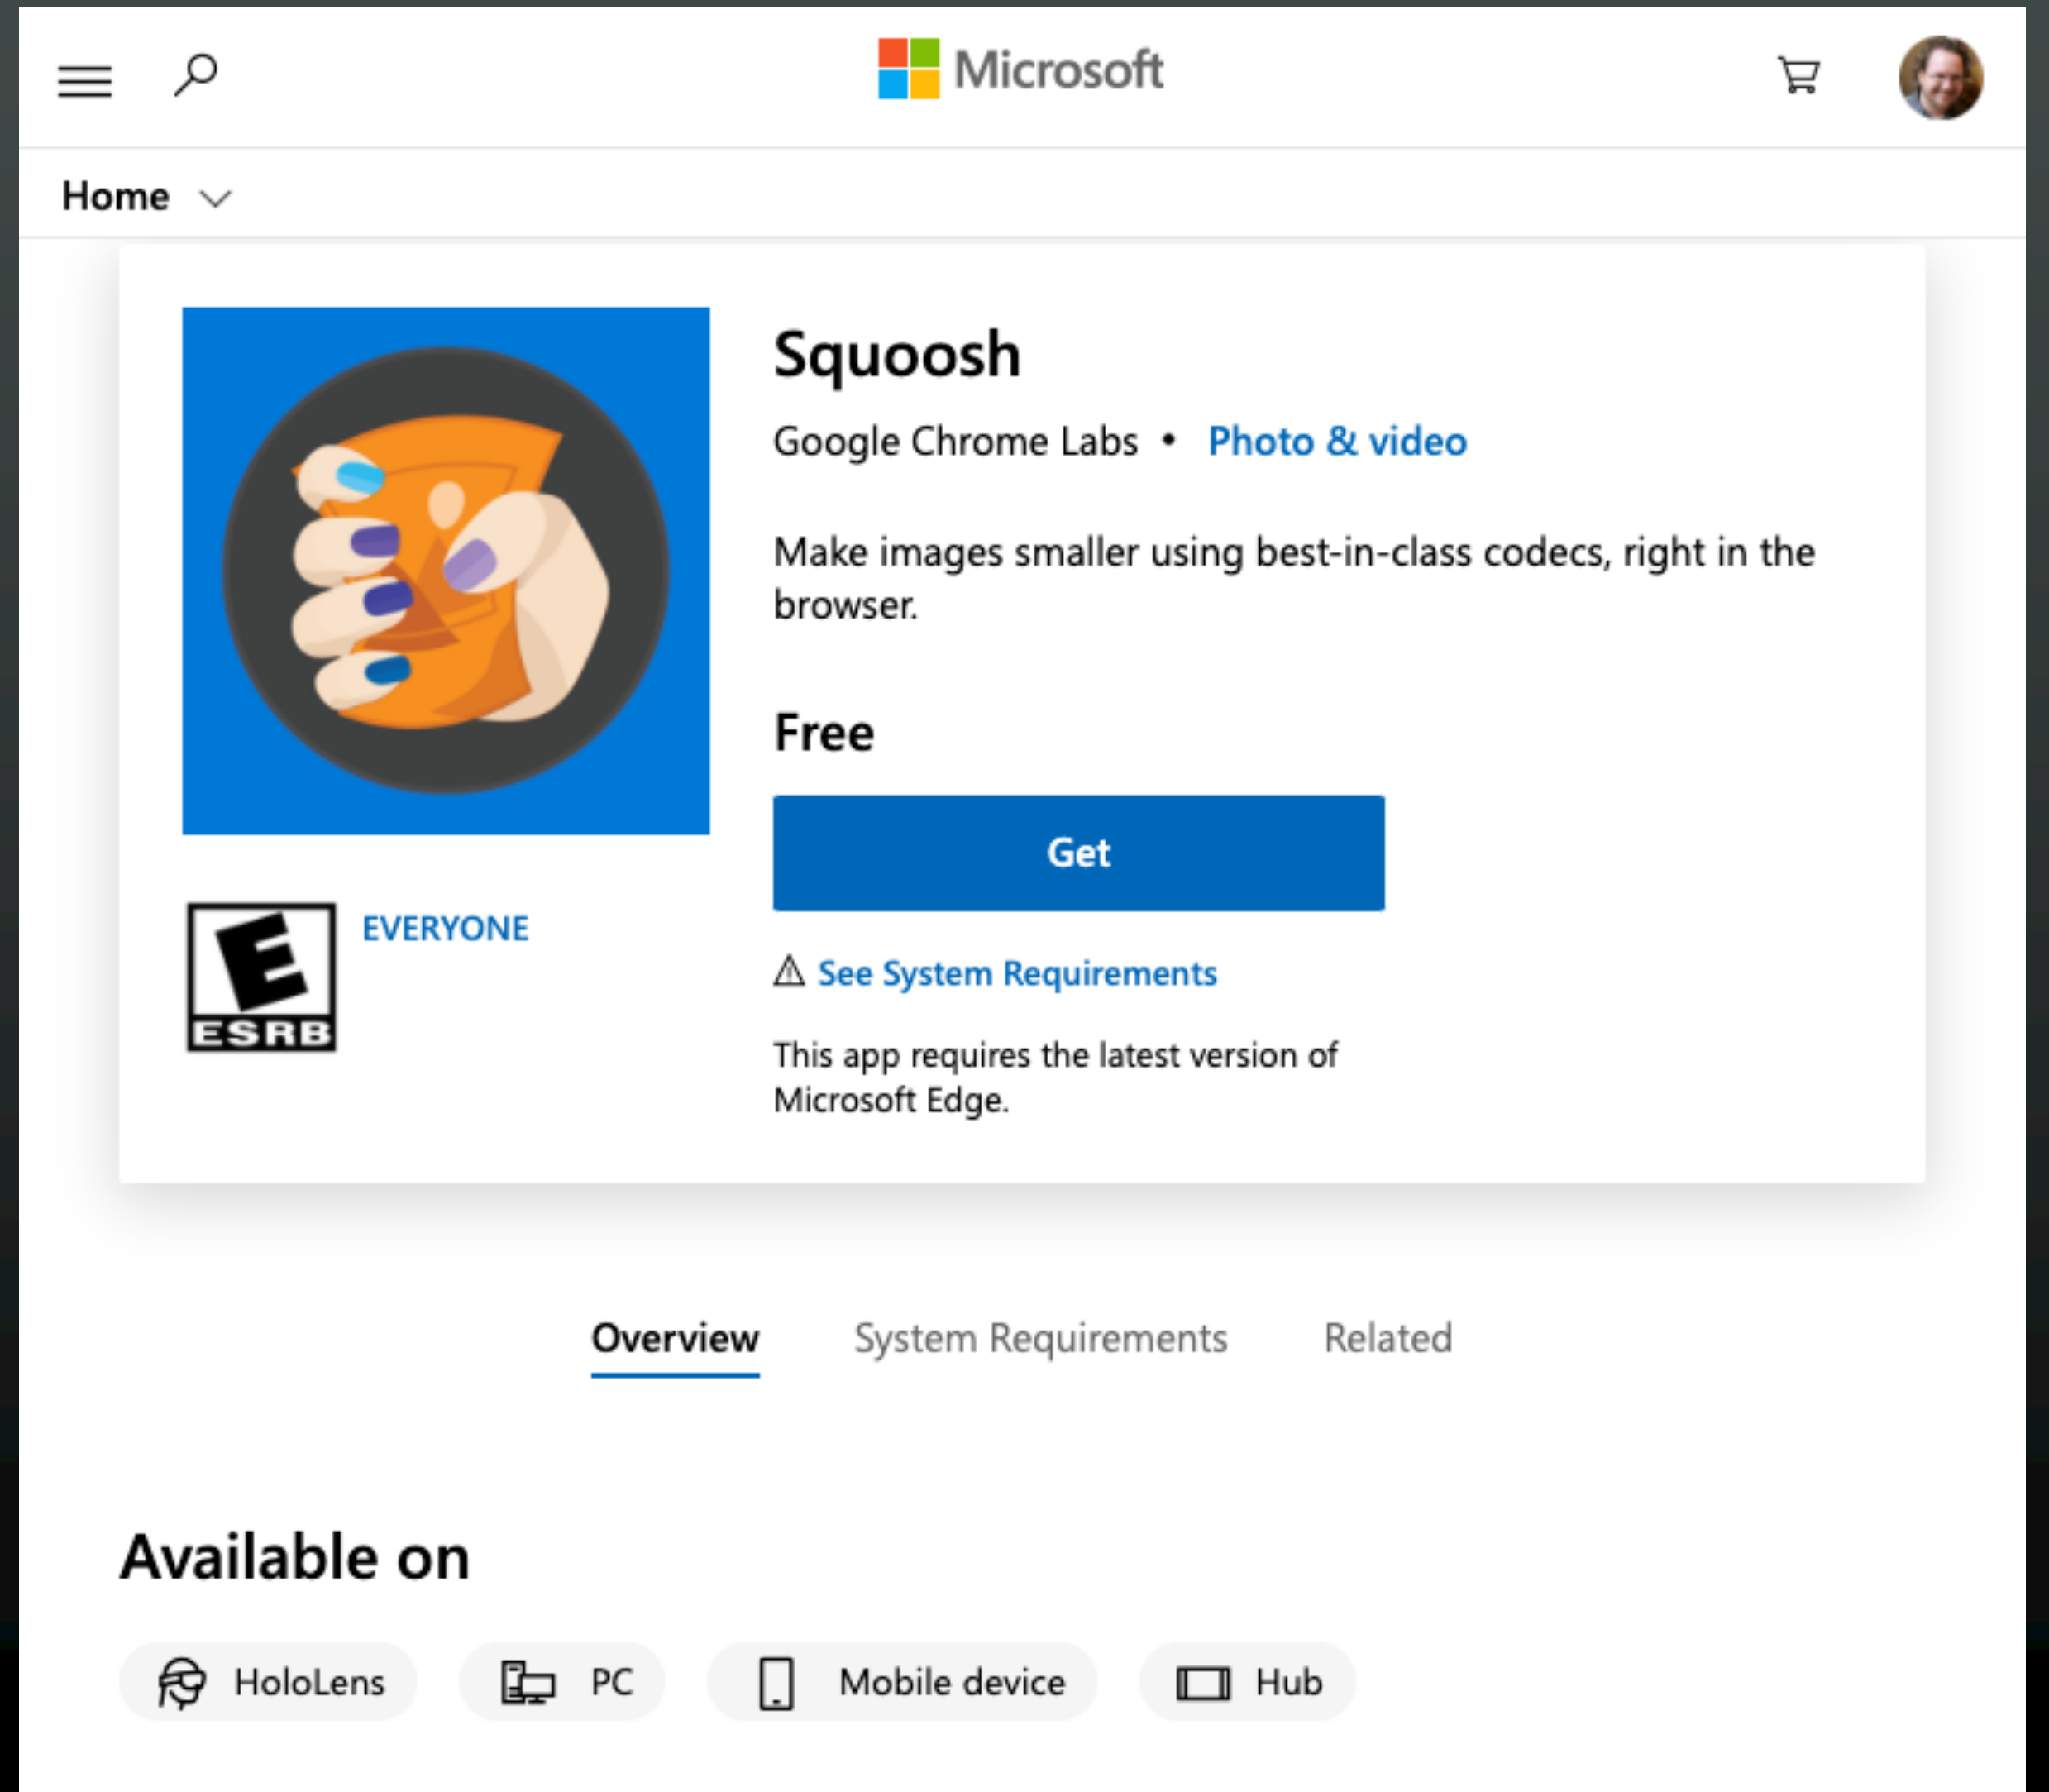 Microsoft
Home
Squoosh
Google Chrome Labs • Photo & video
Make images smaller using best-in-class codecs, right in the
browser.
Free
Get
E
ESRB
EVERYONE
See System Requirements
This app requires the latest version of
Microsoft Edge.
Overview
System Requirements
Related
Available on
HoloLens
PC
Mobile device
Hub